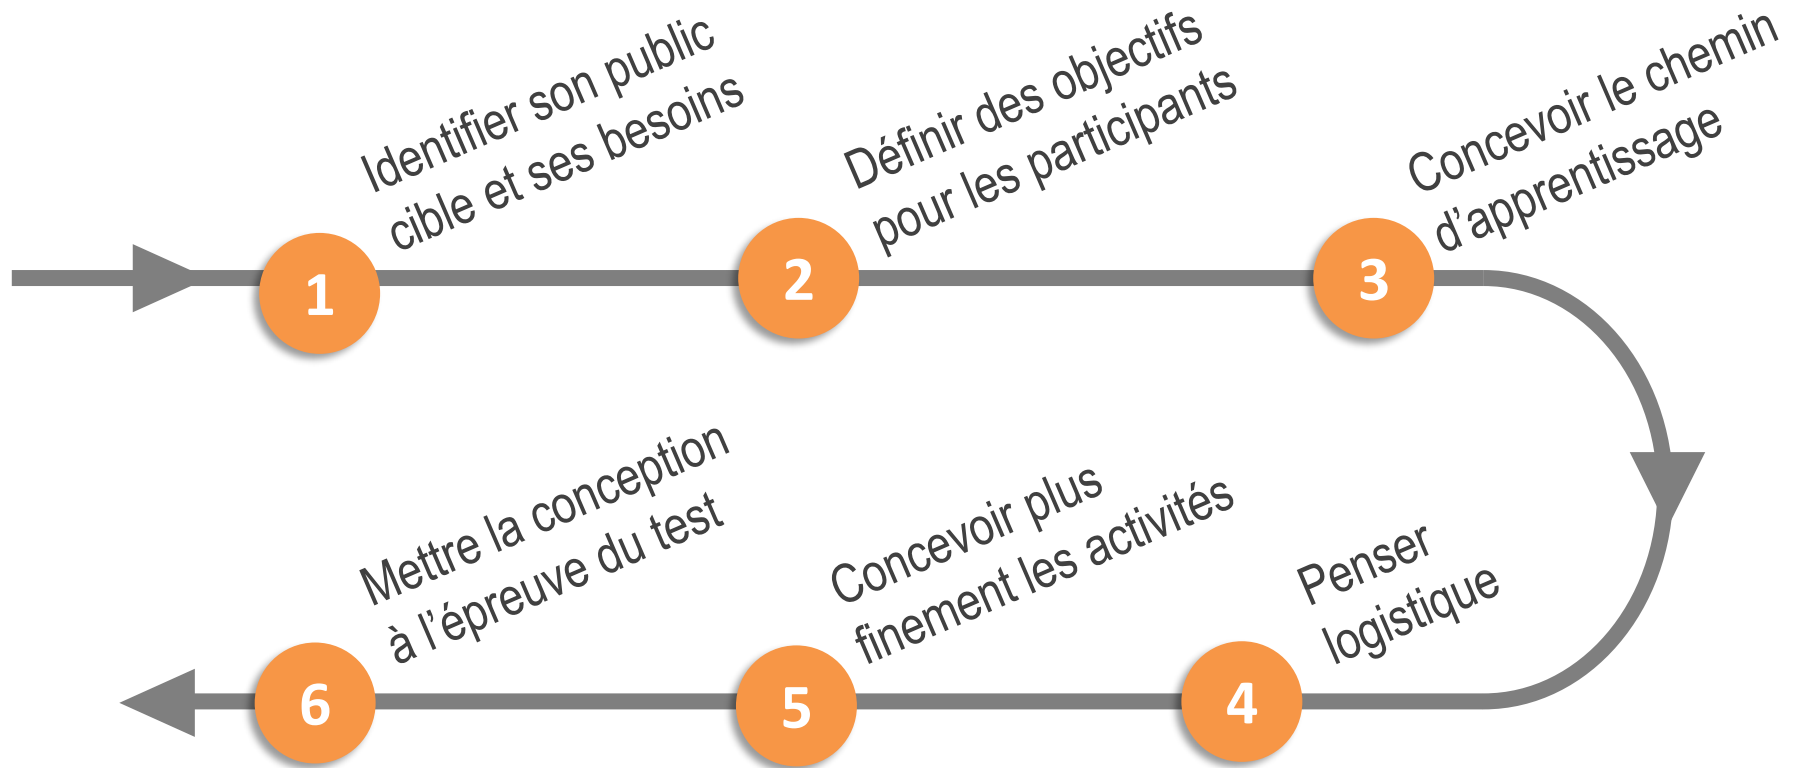 1
Identifier son public
cible et ses besoins
2
Définir des objectifs
pour les participants
3
Concevoir le chemin
d’apprentissage
4
Penser
logistique
5
Concevoir plus
finement les activités
6
Mettre la conception
à l’épreuve du test